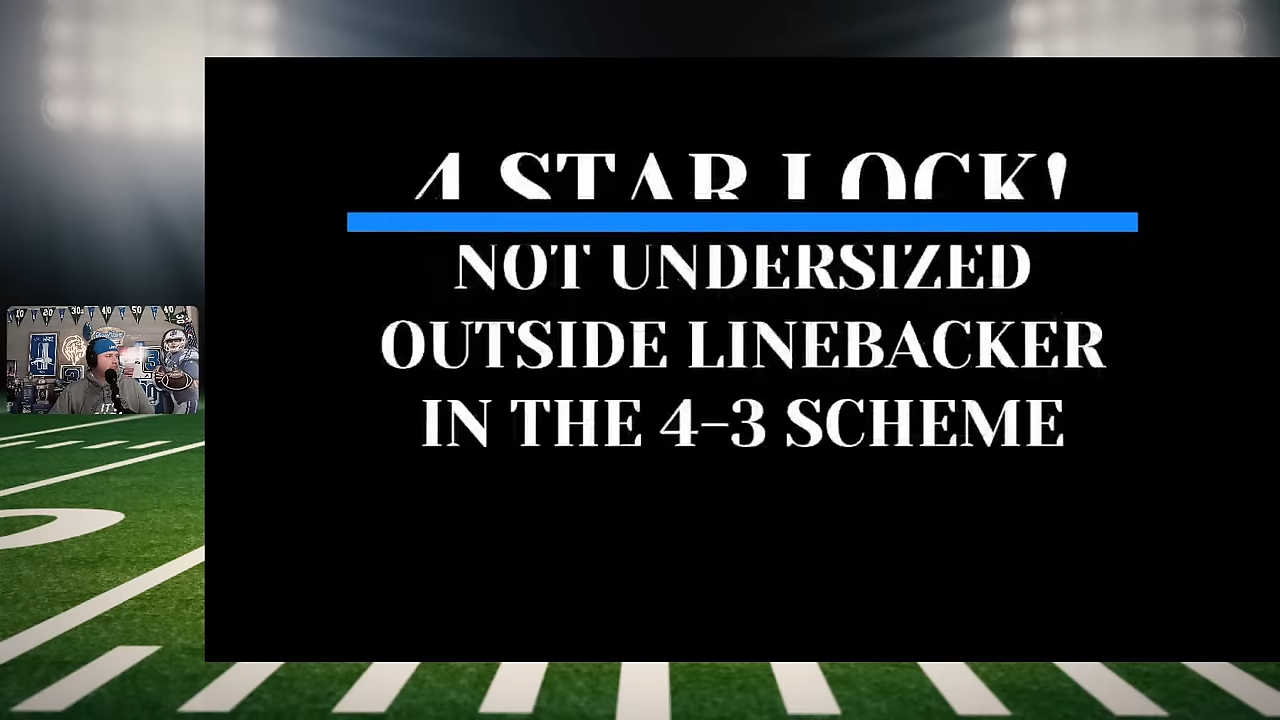 4 STAR LOCK!
NOT UNDERSIZED
OUTSIDE LINEBACKER
IN THE 4-3 SCHEME